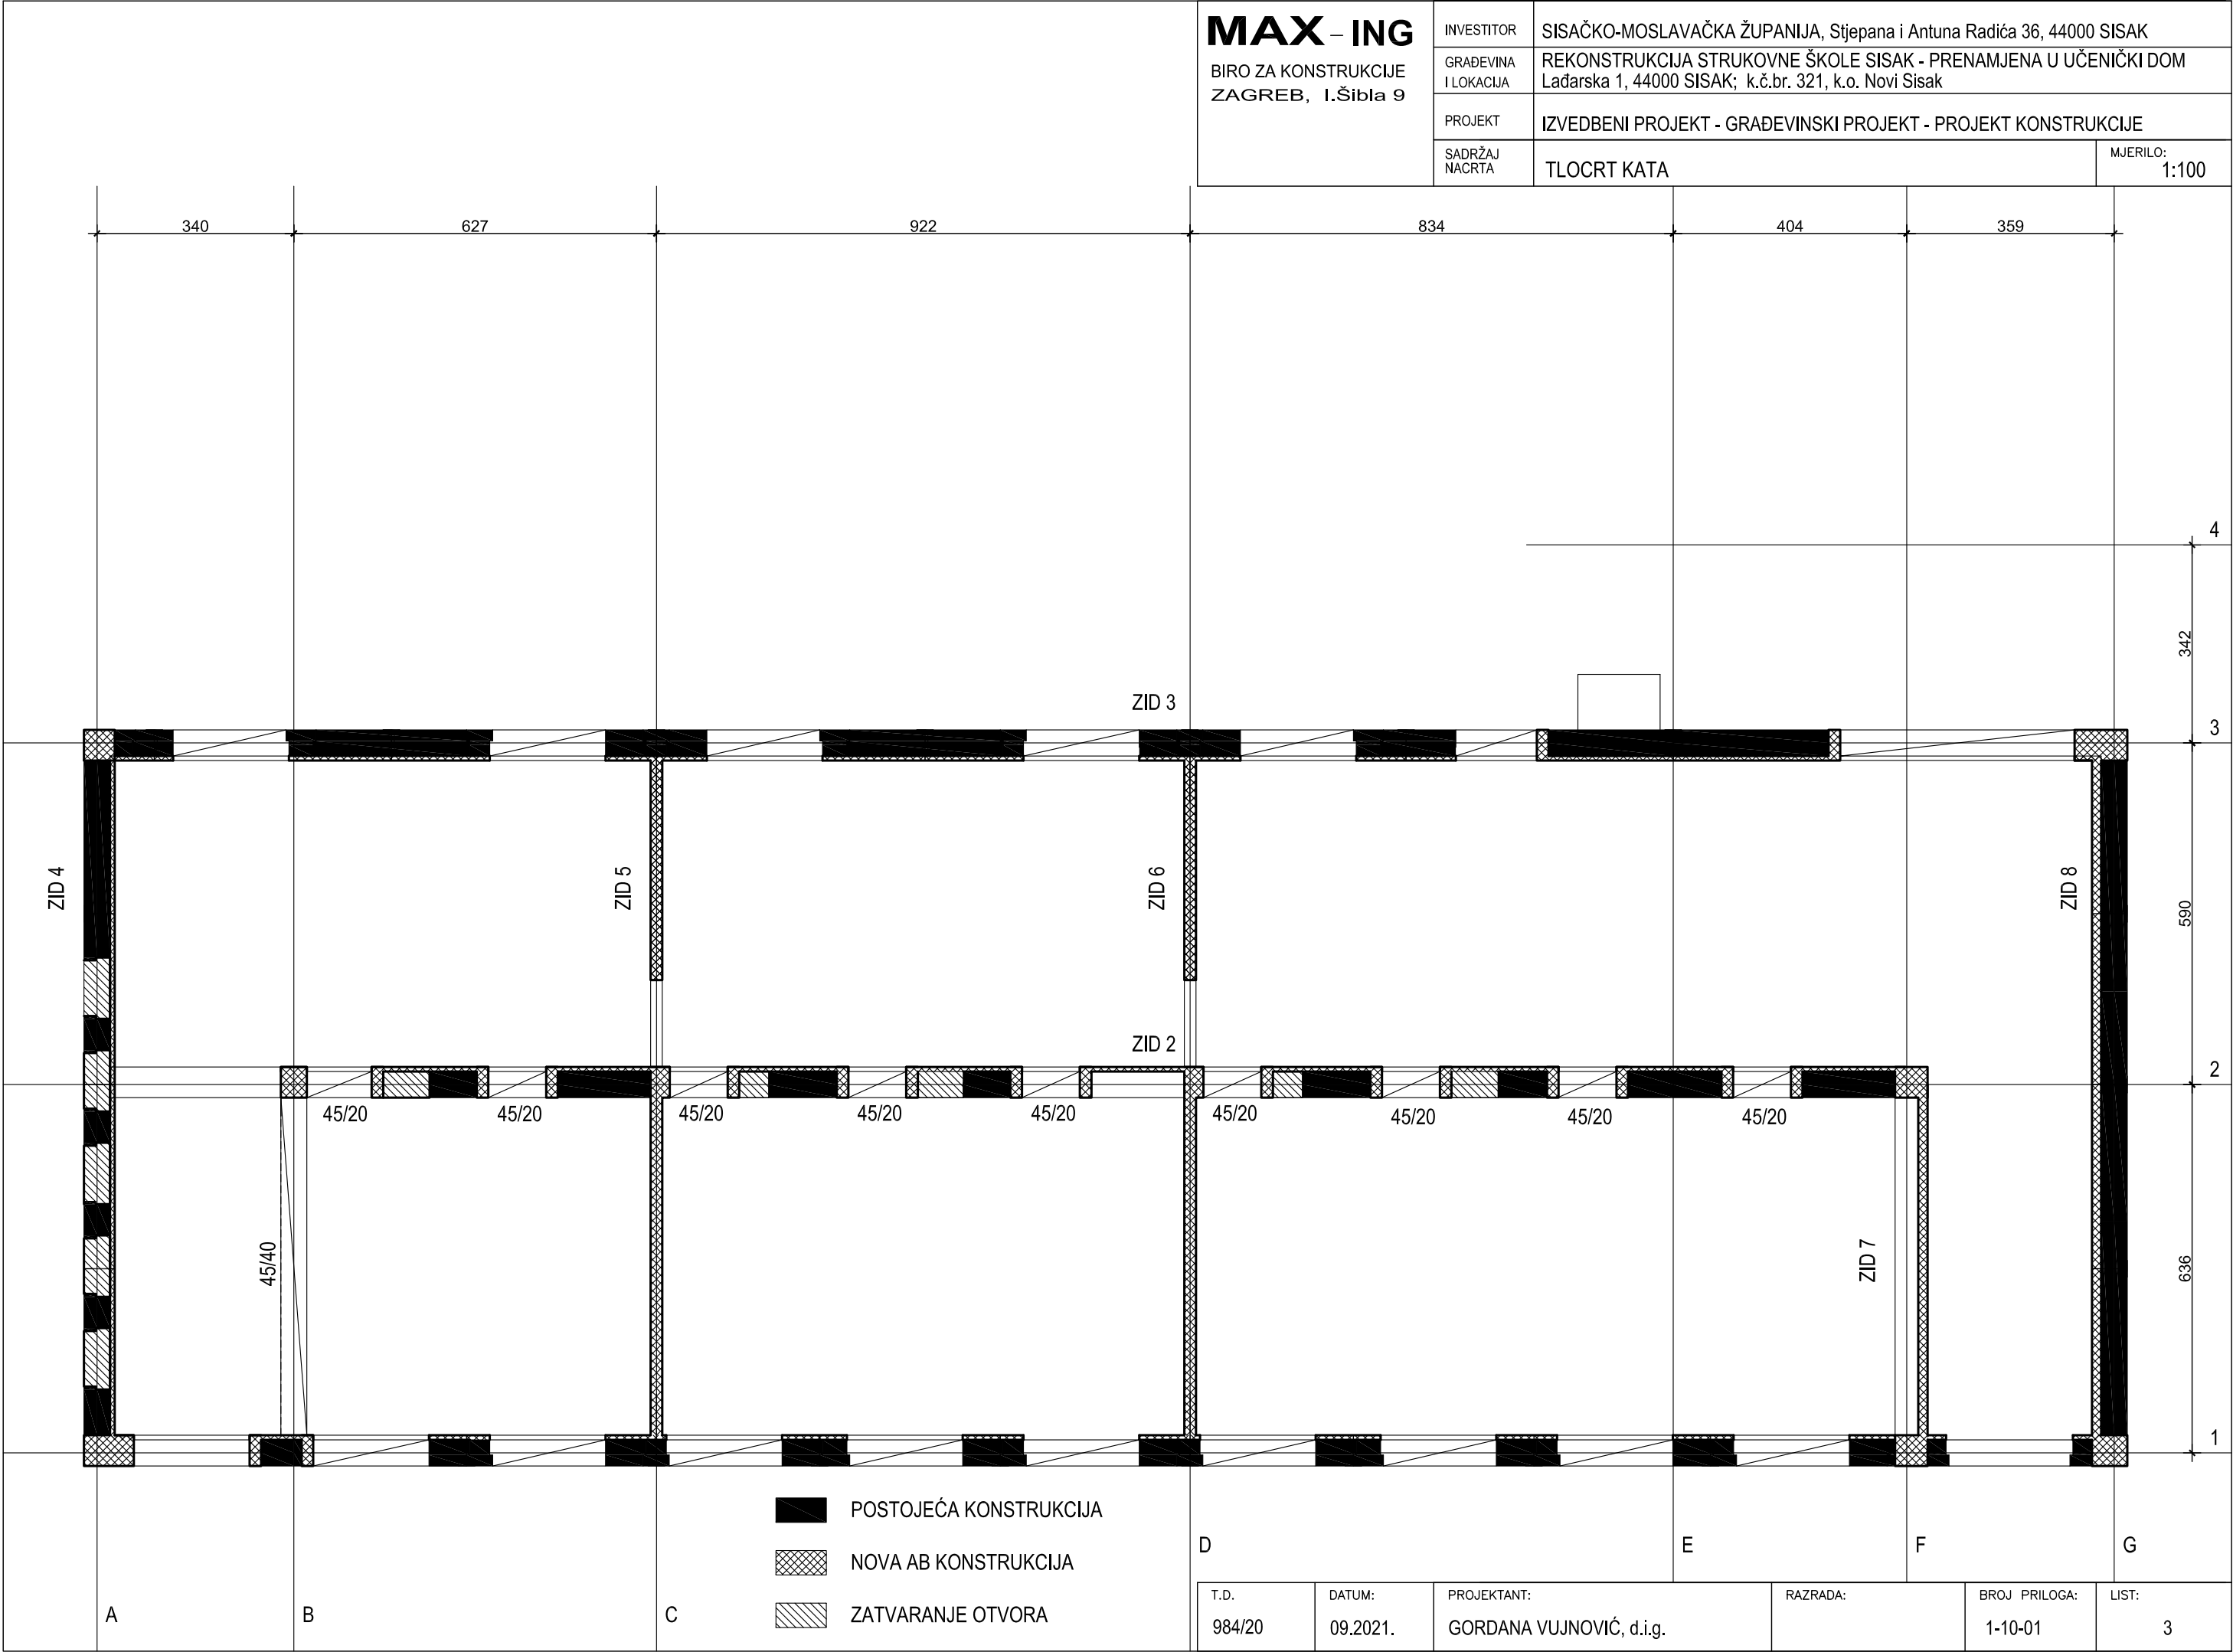 MAX - ING
BIRO ZA KONSTRUKCIJE
ZAGREB, I.Šibla 9
INVESTITOR SISAČKO-MOSLAVAČKA ŽUPANIJA, Stjepana i Antuna Radića 36, 44000 SISAK
GRAĐEVINA I LOKACIJA REKONSTRUKCIJA STRUKOVNE ŠKOLE SISAK - PRENAMJENA U UČENIČKI DOM
Lađarska 1, 44000 SISAK; k.č.br. 321, k.o. Novi Sisak
PROJEKT IZVEDBENI PROJEKT - GRAĐEVINSKI PROJEKT - PROJEKT KONSTRUKCIJE
SADRŽAJ NACRTA TLOCRT KATA
MJERILO: 1:100
340 627 922 834 404 359
4
342
ZID 3
3
ZID 4 ZID 5 ZID 6 ZID 8
590
ZID 2
2
45/20 45/20 45/20 45/20 45/20 45/20 45/20 45/20 45/20
45/40 ZID 7 636
1
POSTOJEĆA KONSTRUKCIJA
NOVA AB KONSTRUKCIJA
ZATVARANJE OTVORA
A B C D E F G
T.D. 984/20
DATUM: 09.2021.
PROJEKTANT: GORDANA VUJNOVIĆ, d.i.g.
RAZRADA:
BROJ PRILOGA: 1-10-01
LIST: 3